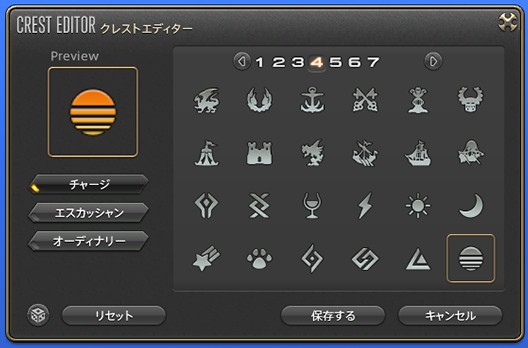 CREST EDITOR クレストエディター
Preview
1 2 3 4 5 6 7
チャージ
エスカッシャン
オーディナリー
リセット
保存する
キャンセル